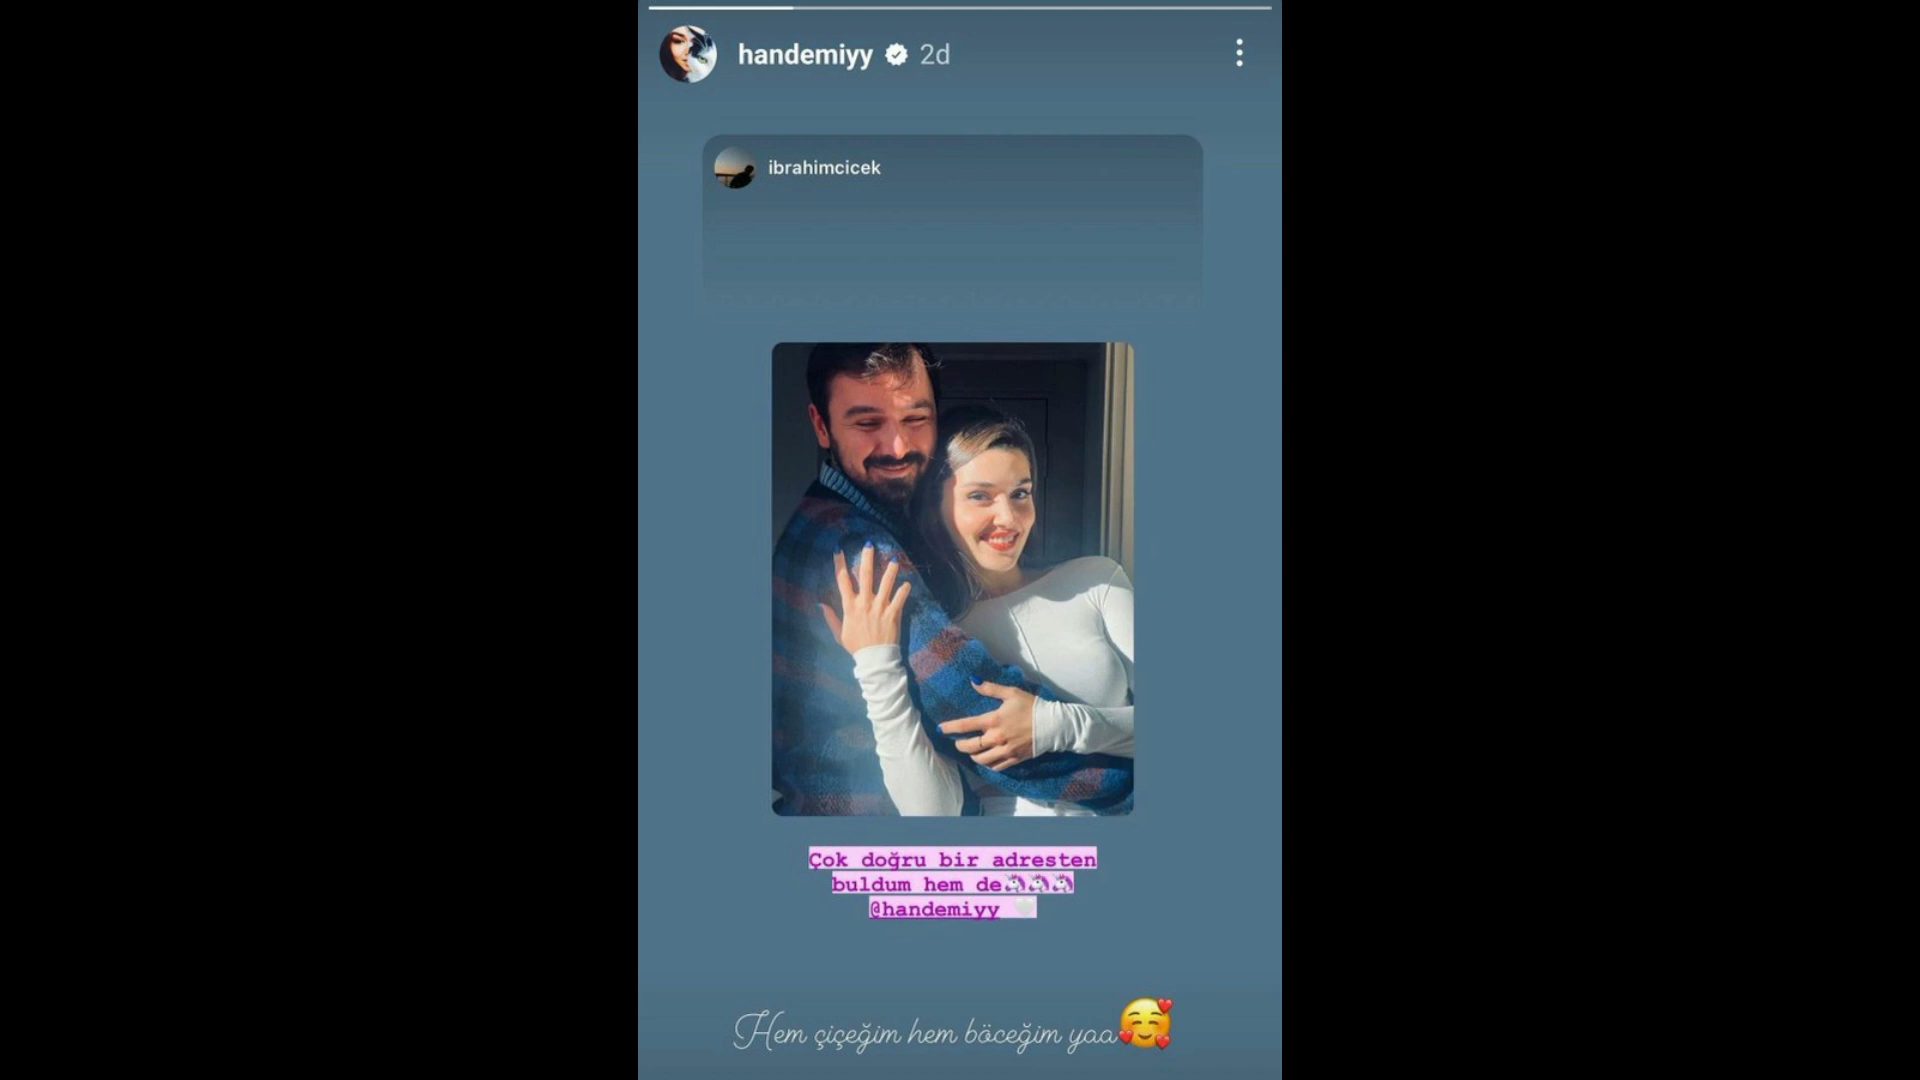 handemiyy 2d
ibrahimcicek
Çok doğru bir adresten
buldum hem de🦄🦄🦄
@handemiyy 🤍
Hem çiçeğim hem böceğim yaa🥰